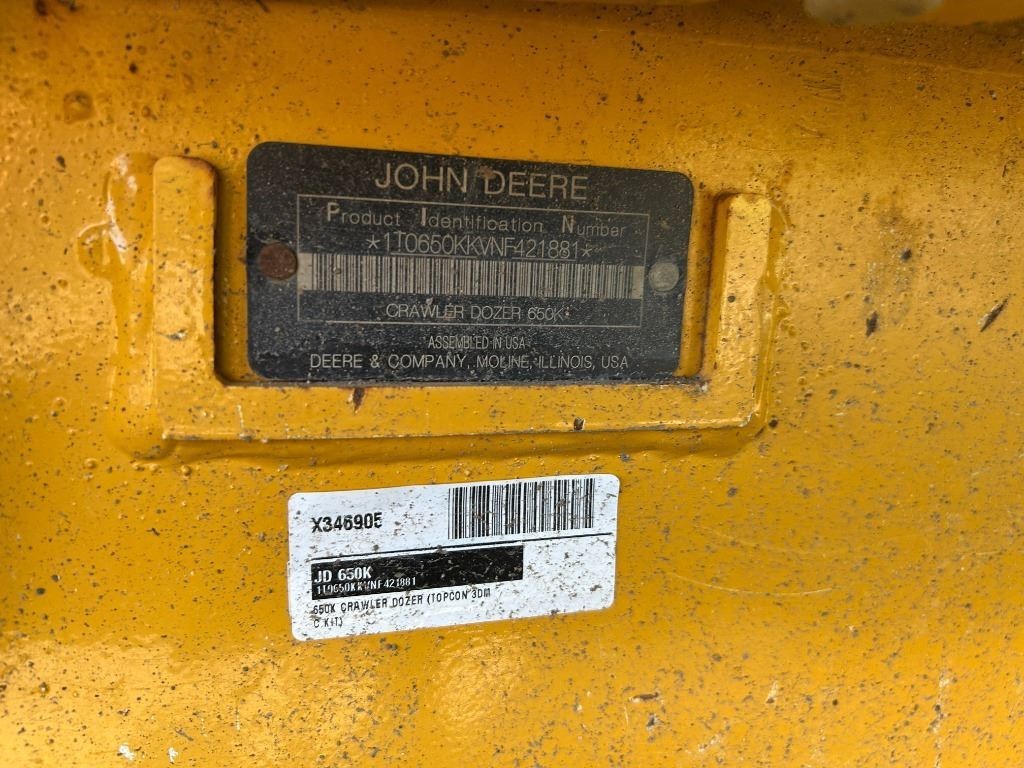 JOHN DEERE
Product Identification Number
*1T0650KKVNF421881*
CRAWLER DOZER 650K
ASSEMBLED IN USA
DEERE & COMPANY, MOLINE, ILLINOIS, USA
X346905
JD 650K
1T0650KKVNF421881
650K CRAWLER DOZER (TOPCON 3DM
C KIT)